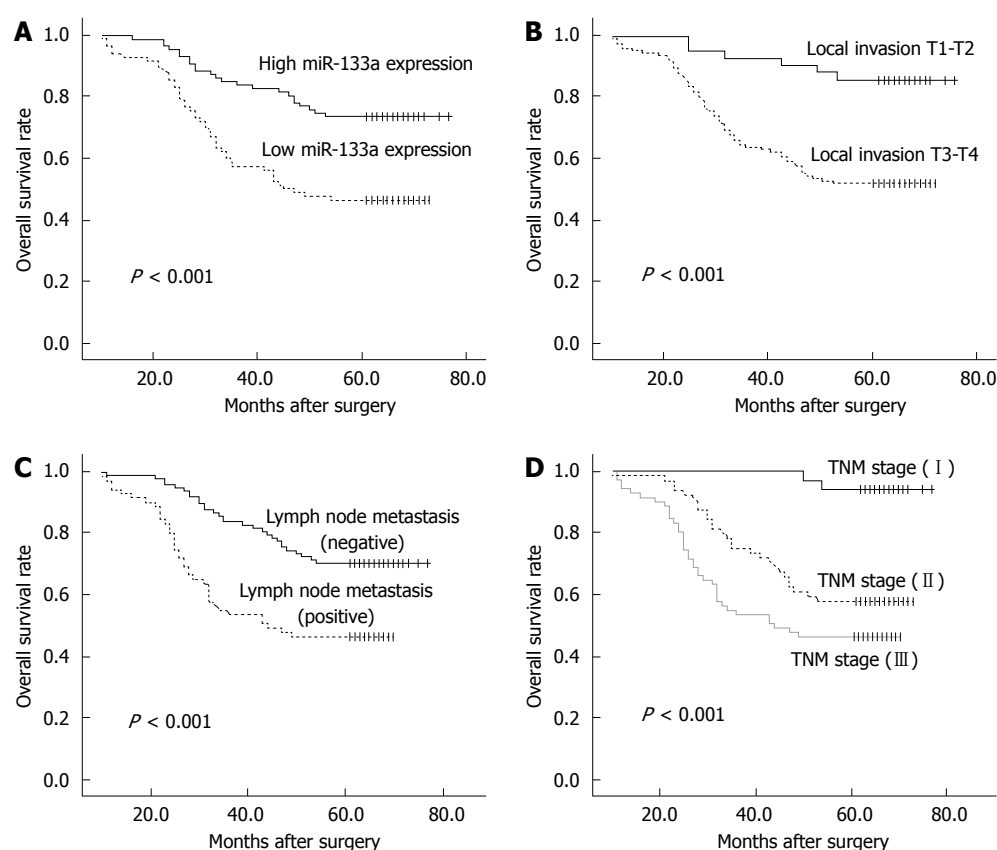 A
Overall survival rate
1.0
0.8
0.6
0.4
0.2
0.0
High miR-133a expression
Low miR-133a expression
P < 0.001
20.0 40.0 60.0 80.0
Months after surgery
B
Overall survival rate
1.0
0.8
0.6
0.4
0.2
0.0
Local invasion T1-T2
Local invasion T3-T4
P < 0.001
20.0 40.0 60.0 80.0
Months after surgery
C
Overall survival rate
1.0
0.8
0.6
0.4
0.2
0.0
Lymph node metastasis
(negative)
Lymph node metastasis
(positive)
P < 0.001
20.0 40.0 60.0 80.0
Months after surgery
D
Overall survival rate
1.0
0.8
0.6
0.4
0.2
0.0
TNM stage (Ⅰ)
TNM stage (Ⅱ)
TNM stage (Ⅲ)
P < 0.001
20.0 40.0 60.0 80.0
Months after surgery